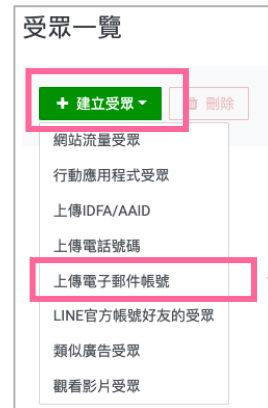 受眾一覽
+ 建立受眾
刪除
網站流量受眾
行動應用程式受眾
上傳IDFA/AAID
上傳電話號碼
上傳電子郵件帳號
LINE官方帳號好友的受眾
類似廣告受眾
觀看影片受眾